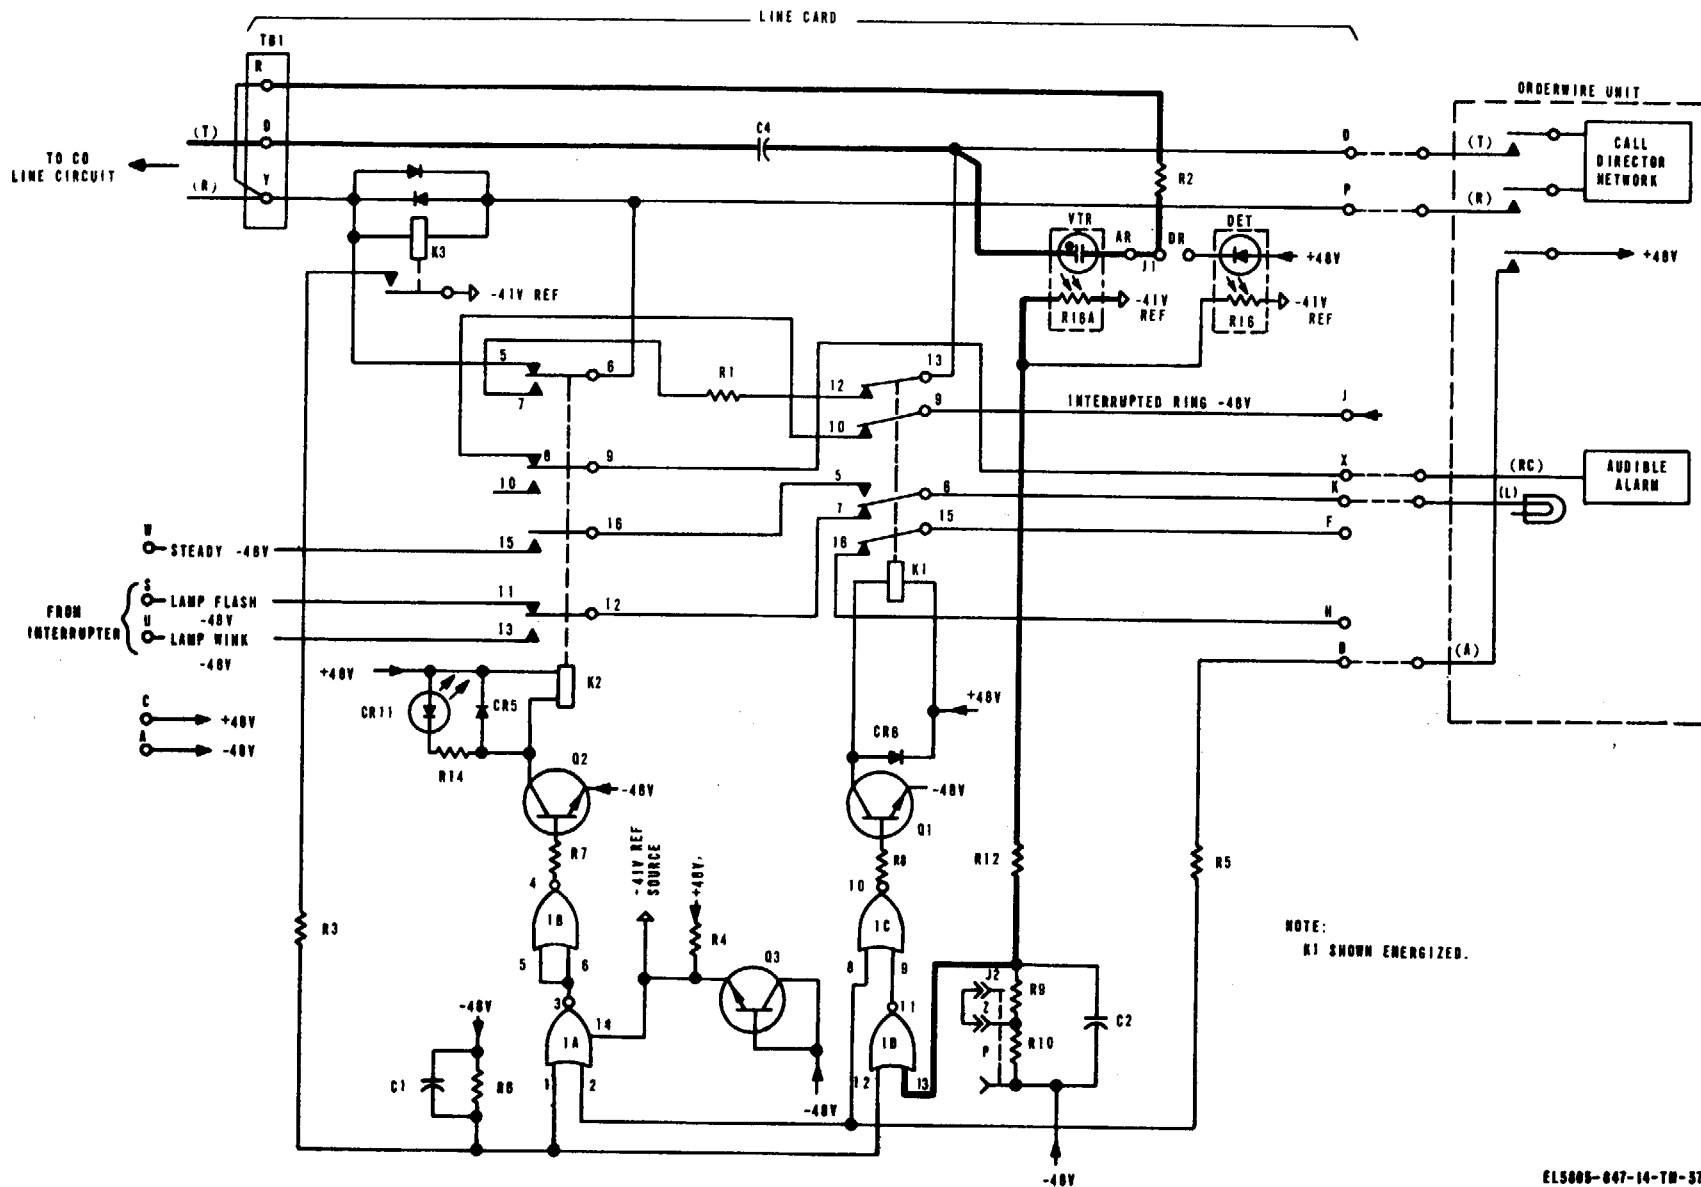 LINE CARD
TB1
R
ORDERWIRE UNIT
(T)
D
C4
D
(T)
CALL
DIRECTOR
NETWORK
TO CO
LINE CIRCUIT
(R)
Y
R2
P
(R)
K3
VTR
AR
J1
DR
DET
+48V
+48V
-41V REF
R16A
-41V
REF
R16
-41V
REF
5
6
7
R1
12
13
10
9
INTERRUPTED RING -48V
J
8
9
10
X
(RC)
AUDIBLE
ALARM
5
6
K
(L)
7
15
F
16
W
STEADY -48V
15
16
K1
FROM
INTERRUPTER
S
LAMP FLASH
-48V
11
12
U
LAMP WINK
-48V
13
H
B
(A)
+48V
K2
CR11
CR5
R14
C
+48V
A
-48V
+48V
CR6
Q2
-48V
-48V
Q1
R7
-41V REF
SOURCE
+48V
R8
R12
R5
4
1B
5
6
10
1C
8
9
R3
R4
Q3
NOTE:
K1 SHOWN ENERGIZED.
3
14
1A
1
2
-48V
C1
R6
-48V
11
1D
12
13
J2
2
P
R9
R10
C2
-48V
EL5805-647-14-TM-37